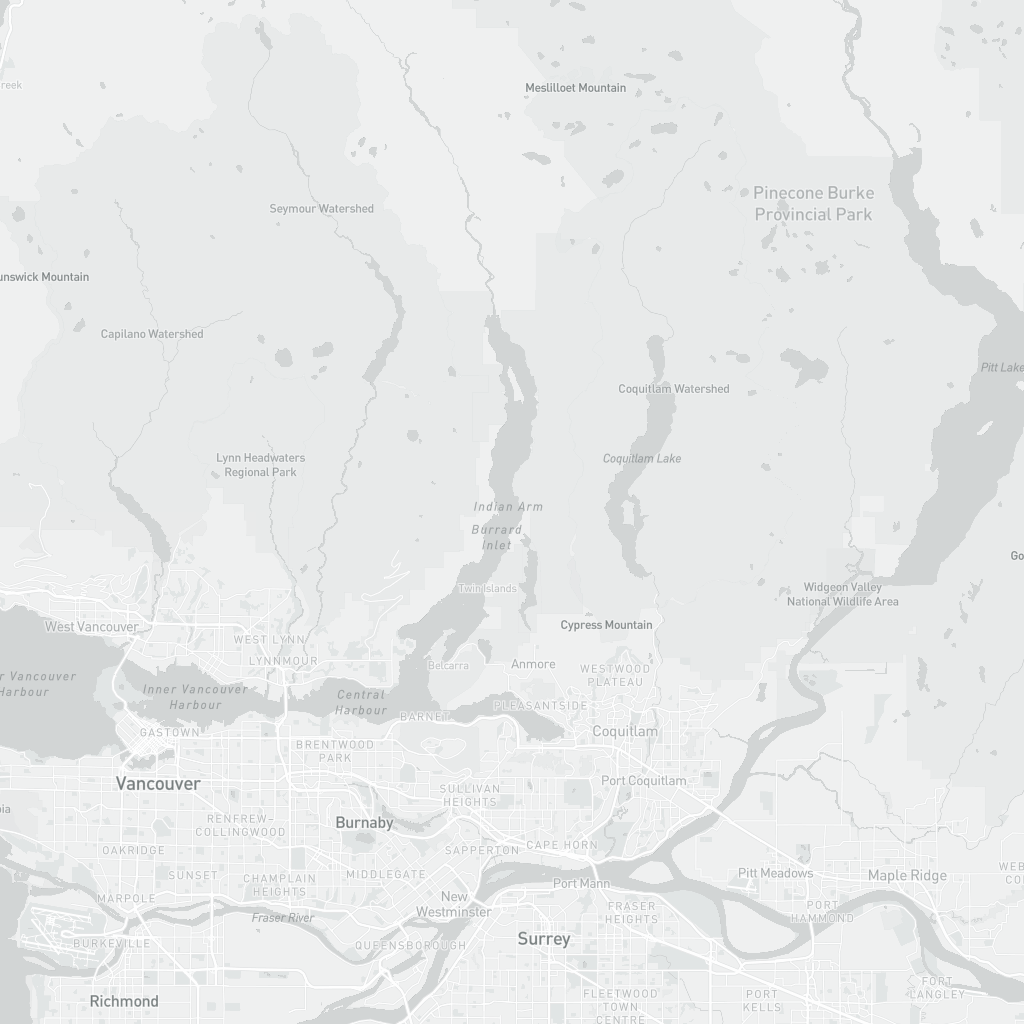 reek
Meslilloet Mountain
Pinecone Burke
Provincial Park
Seymour Watershed
unswick Mountain
Capilano Watershed
Pitt Lake
Coquitlam Watershed
Lynn Headwaters
Regional Park
Coquitlam Lake
Indian Arm
Burrard
Inlet
Go
Twin Islands
Widgeon Valley
National Wildlife Area
West Vancouver
WEST LYNN
Cypress Mountain
LYNNMOUR
Belcarra
Anmore
WESTWOOD
PLATEAU
r Vancouver
Harbour
Inner Vancouver
Harbour
Central
Harbour
PLEASANTSIDE
BARNET
GASTOWN
Coquitlam
BRENTWOOD
PARK
Vancouver
Port Coquitlam
SULLIVAN
HEIGHTS
bia
RENFREW–
COLLINGWOOD
Burnaby
OAKRIDGE
SAPPERTON
CAPE HORN
SUNSET
CHAMPLAIN
HEIGHTS
MIDDLEGATE
Port Mann
Pitt Meadows
Maple Ridge
WEB
CO
MARPOLE
New
Westminster
FRASER
HEIGHTS
PORT
HAMMOND
Fraser River
BURKEVILLE
QUEENSBOROUGH
Surrey
Richmond
FLEETWOOD
TOWN
CENTRE
PORT
KELLS
FORT
LANGLEY